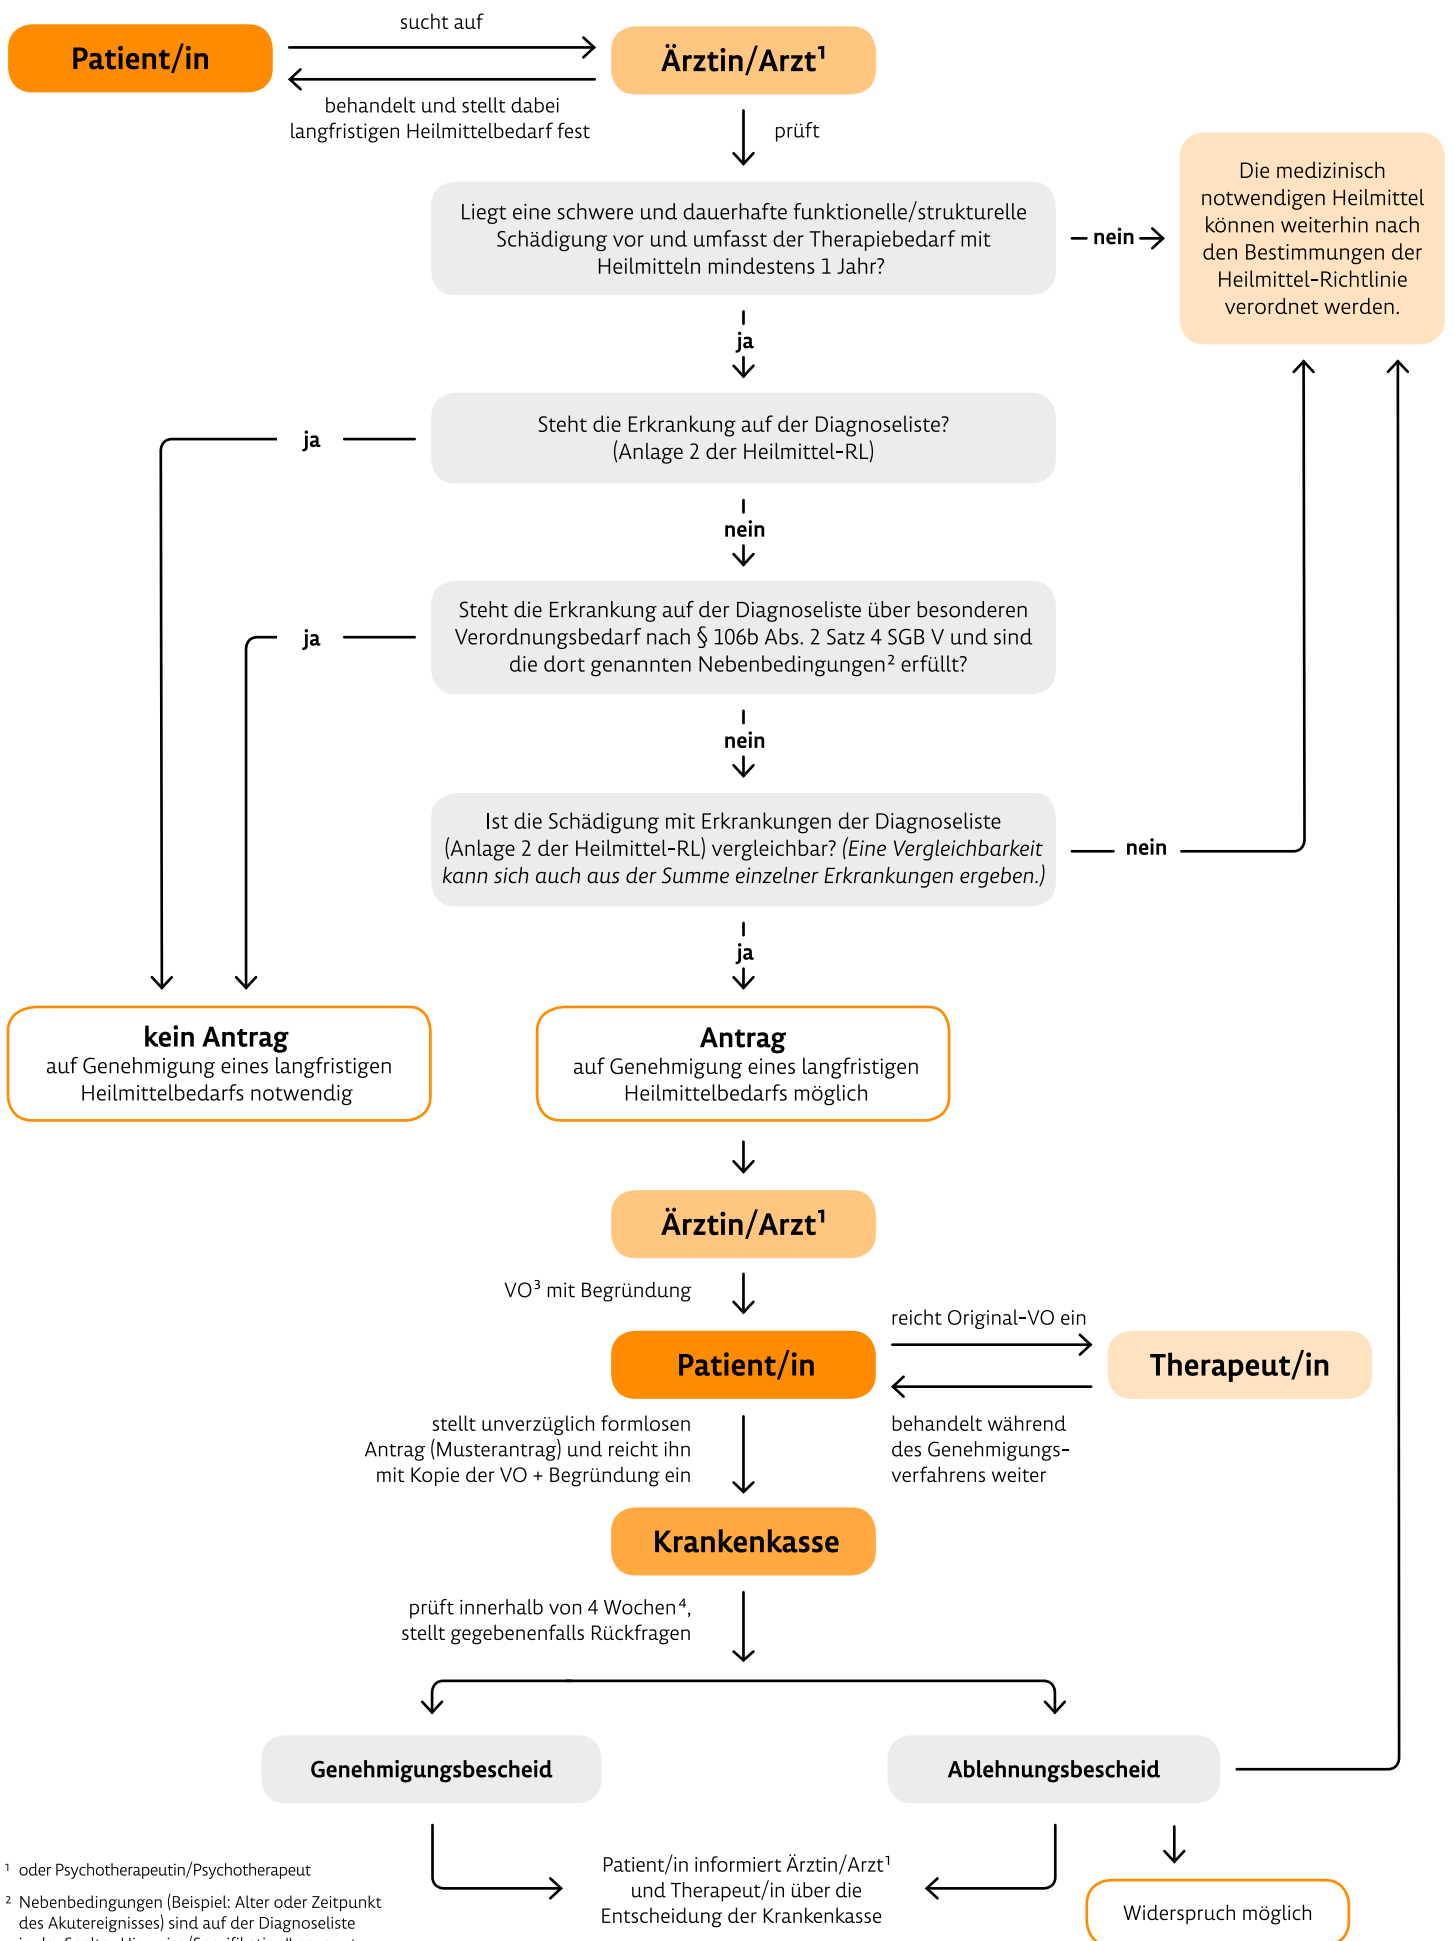 sucht auf
Patient/in
Ärztin/Arzt¹
behandelt und stellt dabei
langfristigen Heilmittelbedarf fest
prüft
Liegt eine schwere und dauerhafte funktionelle/strukturelle
Schädigung vor und umfasst der Therapiebedarf mit
Heilmitteln mindestens 1 Jahr?
nein
Die medizinisch
notwendigen Heilmittel
können weiterhin nach
den Bestimmungen der
Heilmittel-Richtlinie
verordnet werden.
ja
Steht die Erkrankung auf der Diagnoseliste?
(Anlage 2 der Heilmittel-RL)
ja
nein
Steht die Erkrankung auf der Diagnoseliste über besonderen
Verordnungsbedarf nach § 106b Abs. 2 Satz 4 SGB V und sind
die dort genannten Nebenbedingungen² erfüllt?
ja
nein
Ist die Schädigung mit Erkrankungen der Diagnoseliste
(Anlage 2 der Heilmittel-RL) vergleichbar? (Eine Vergleichbarkeit
kann sich auch aus der Summe einzelner Erkrankungen ergeben.)
nein
ja
kein Antrag
auf Genehmigung eines langfristigen
Heilmittelbedarfs notwendig
Antrag
auf Genehmigung eines langfristigen
Heilmittelbedarfs möglich
Ärztin/Arzt¹
VO³ mit Begründung
Patient/in
reicht Original-VO ein
Therapeut/in
behandelt während
des Genehmigungs-
verfahrens weiter
stellt unverzüglich formlosen
Antrag (Musterantrag) und reicht ihn
mit Kopie der VO + Begründung ein
Krankenkasse
prüft innerhalb von 4 Wochen⁴,
stellt gegebenenfalls Rückfragen
Genehmigungsbescheid
Ablehnungsbescheid
Patient/in informiert Ärztin/Arzt¹
und Therapeut/in über die
Entscheidung der Krankenkasse
Widerspruch möglich
¹ oder Psychotherapeutin/Psychotherapeut
² Nebenbedingungen (Beispiel: Alter oder Zeitpunkt
des Akutereignisses) sind auf der Diagnoseliste